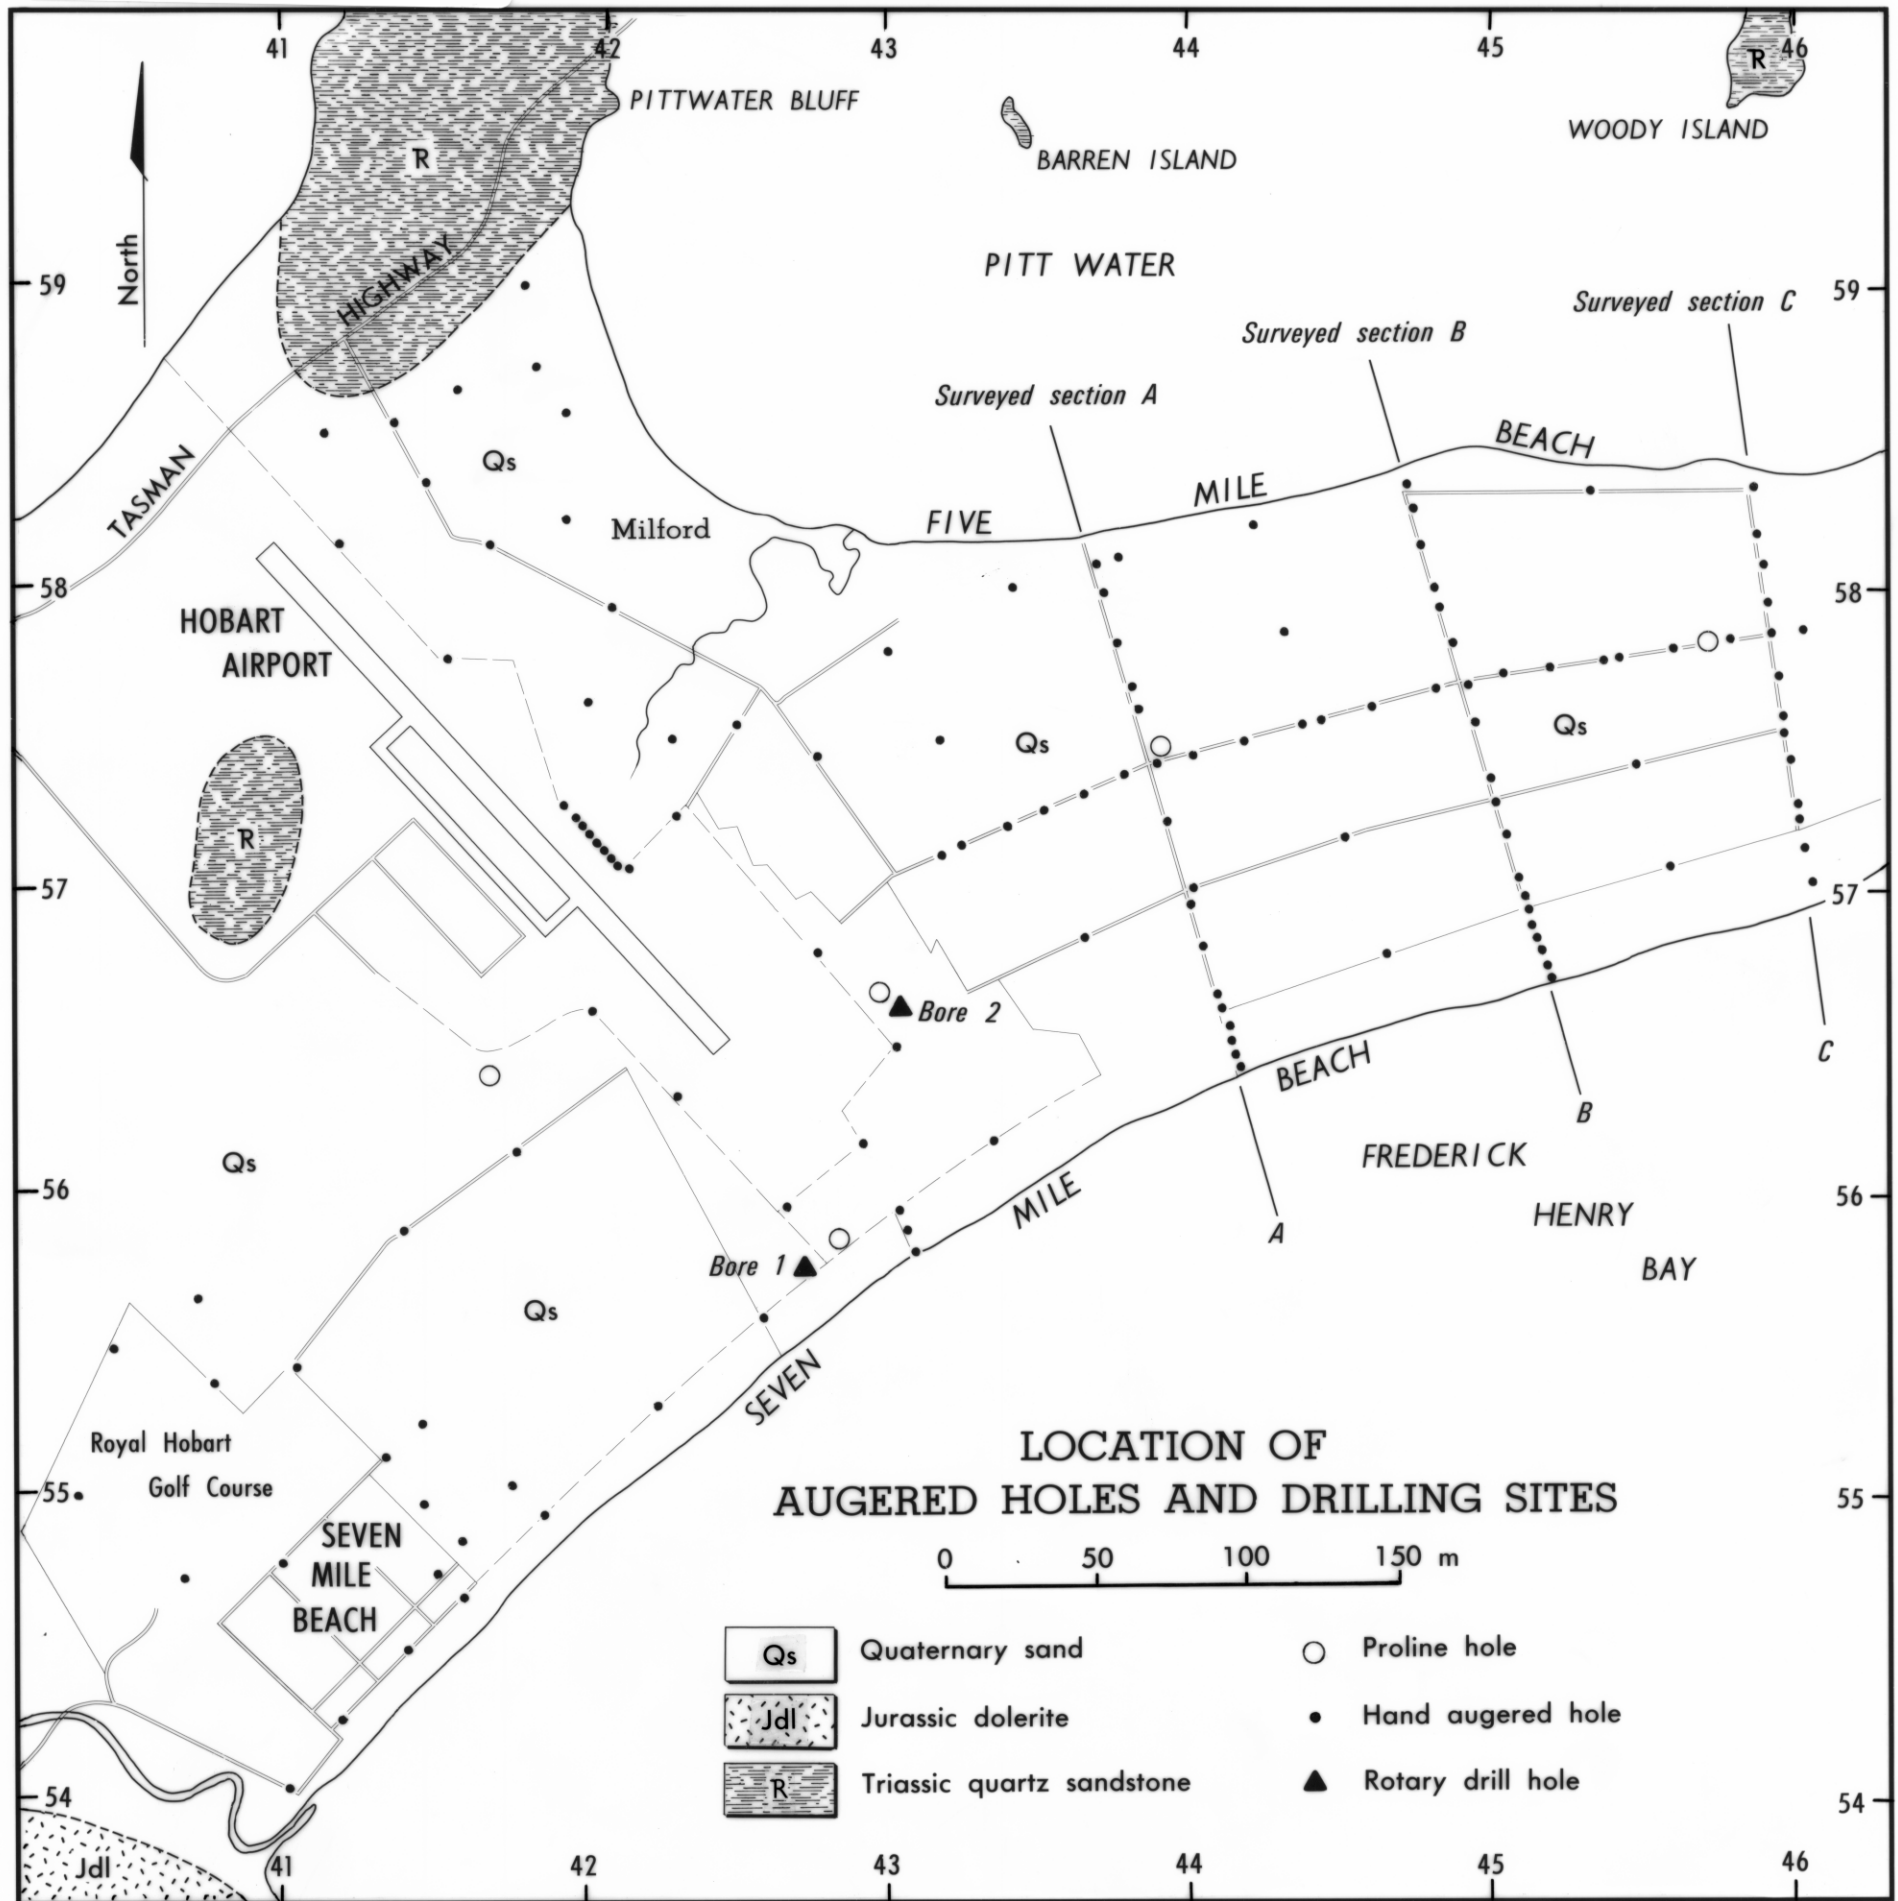 41 42 43 44 45 46
PITTWATER BLUFF
WOODY ISLAND
BARREN ISLAND
R
R
North
PITT WATER
HIGHWAY
59
59
Surveyed section C
Surveyed section B
Surveyed section A
TASMAN
Qs
Milford
FIVE MILE BEACH
58
58
HOBART
AIRPORT
Qs
Qs
R
57
57
Bore 2
C
B
A
SEVEN MILE BEACH
FREDERICK
HENRY
BAY
Qs
56
56
Bore 1
Qs
Royal Hobart
Golf Course
55
55
SEVEN
MILE
BEACH
LOCATION OF
AUGERED HOLES AND DRILLING SITES
0 50 100 150 m
Qs Quaternary sand
Jdl Jurassic dolerite
R Triassic quartz sandstone
Proline hole
Hand augered hole
Rotary drill hole
54
54
Jdl
41 42 43 44 45 46